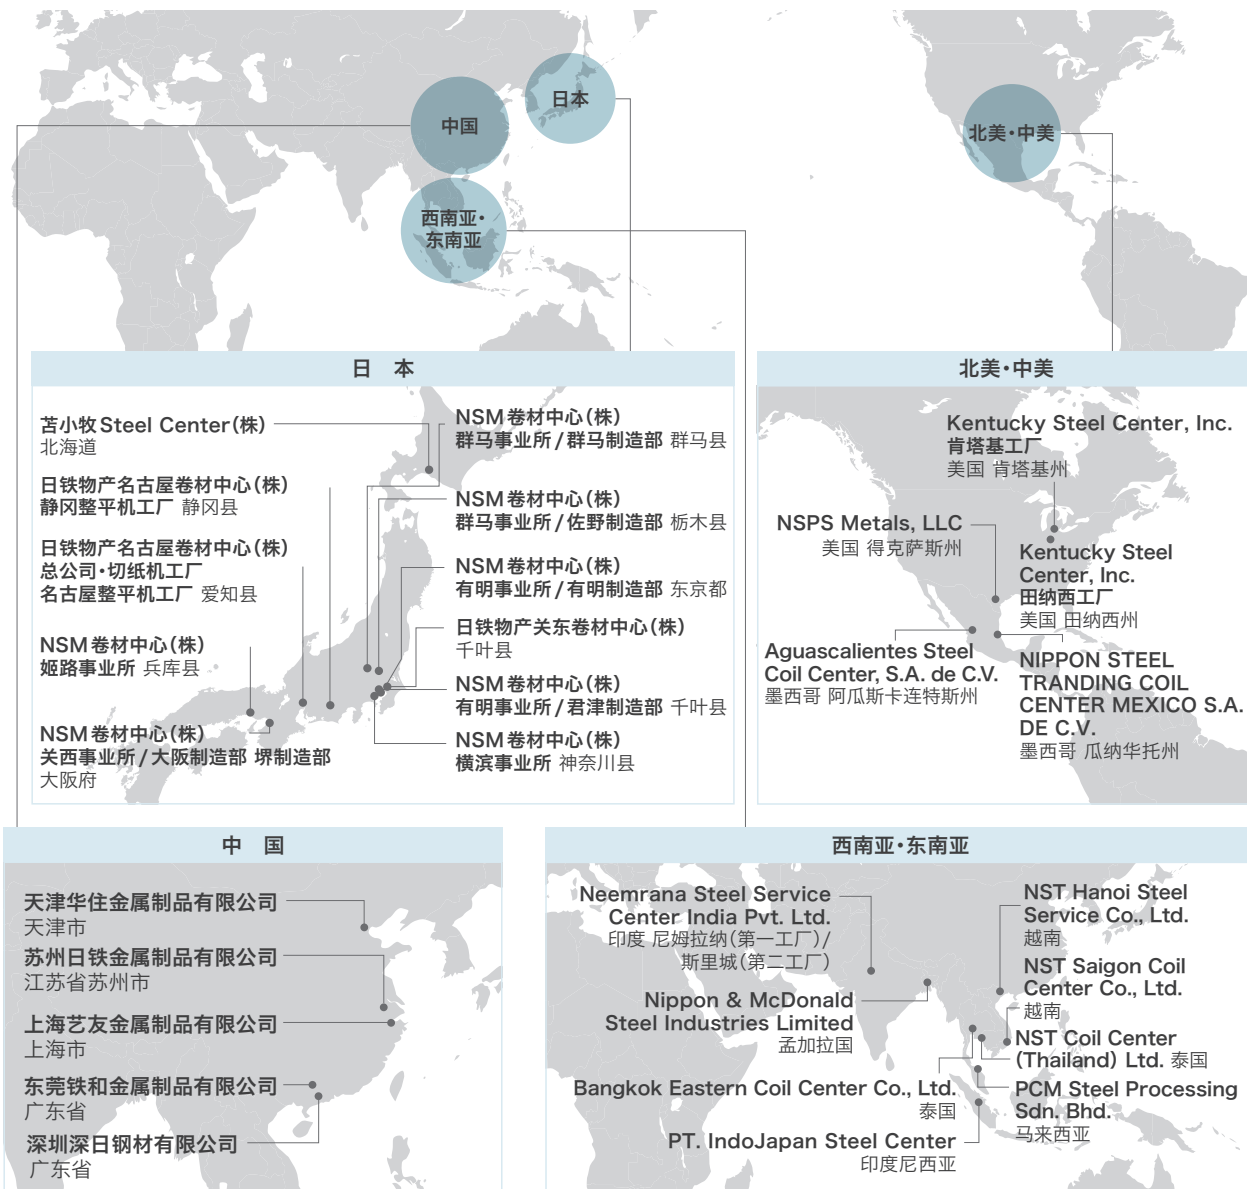 日本
中国
北美・中美
西南亚・
东南亚
日 本
苫小牧Steel Center(株)
北海道
日铁物产名古屋卷材中心(株)
静冈整平机工厂 静冈县
日铁物产名古屋卷材中心(株)
总公司・切纸机工厂
名古屋整平机工厂 爱知县
NSM卷材中心(株)
姬路事业所 兵库县
NSM卷材中心(株)
关西事业所/大阪制造部 堺制造部
大阪府
NSM卷材中心(株)
群马事业所/群马制造部 群马县
NSM卷材中心(株)
群马事业所/佐野制造部 栃木县
NSM卷材中心(株)
有明事业所/有明制造部 东京都
日铁物产关东卷材中心(株)
千叶县
NSM卷材中心(株)
有明事业所/君津制造部 千叶县
NSM卷材中心(株)
横滨事业所 神奈川县
北美・中美
Kentucky Steel Center, Inc.
肯塔基工厂
美国 肯塔基州
NSPS Metals, LLC
美国 得克萨斯州
Kentucky Steel
Center, Inc.
田纳西工厂
美国 田纳西州
Aguascalientes Steel
Coil Center, S.A. de C.V.
墨西哥 阿瓜斯卡连特斯州
NIPPON STEEL
TRANDING COIL
CENTER MEXICO S.A.
DE C.V.
墨西哥 瓜纳华托州
中 国
天津华住金属制品有限公司
天津市
苏州日铁金属制品有限公司
江苏省苏州市
上海艺友金属制品有限公司
上海市
东莞铁和金属制品有限公司
广东省
深圳深日钢材有限公司
广东省
西南亚・东南亚
Neemrana Steel Service
Center India Pvt. Ltd.
印度 尼姆拉纳(第一工厂)/
斯里城(第二工厂)
Nippon & McDonald
Steel Industries Limited
孟加拉国
Bangkok Eastern Coil Center Co., Ltd.
泰国
PT. IndoJapan Steel Center
印度尼西亚
NST Hanoi Steel
Service Co., Ltd.
越南
NST Saigon Coil
Center Co., Ltd.
越南
NST Coil Center
(Thailand) Ltd. 泰国
PCM Steel Processing
Sdn. Bhd.
马来西亚